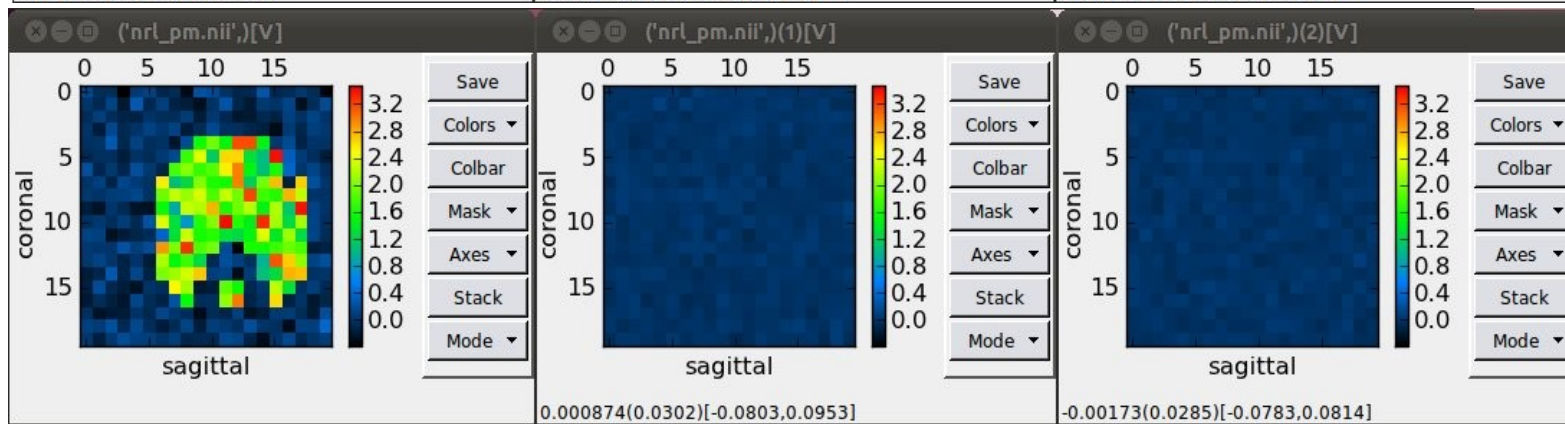 ('nrl_pm.nii',)[V]
0 5 10 15
0
5
10
15
coronal
sagittal
3.2
2.8
2.4
2.0
1.6
1.2
0.8
0.4
0.0
Save
Colors
Colbar
Mask
Axes
Stack
Mode
('nrl_pm.nii',)(1)[V]
0 5 10 15
0
5
10
15
coronal
sagittal
3.2
2.8
2.4
2.0
1.6
1.2
0.8
0.4
0.0
Save
Colors
Colbar
Mask
Axes
Stack
Mode
0.000874(0.0302)[-0.0803,0.0953]
('nrl_pm.nii',)(2)[V]
0 5 10 15
0
5
10
15
coronal
sagittal
3.2
2.8
2.4
2.0
1.6
1.2
0.8
0.4
0.0
Save
Colors
Colbar
Mask
Axes
Stack
Mode
-0.00173(0.0285)[-0.0783,0.0814]